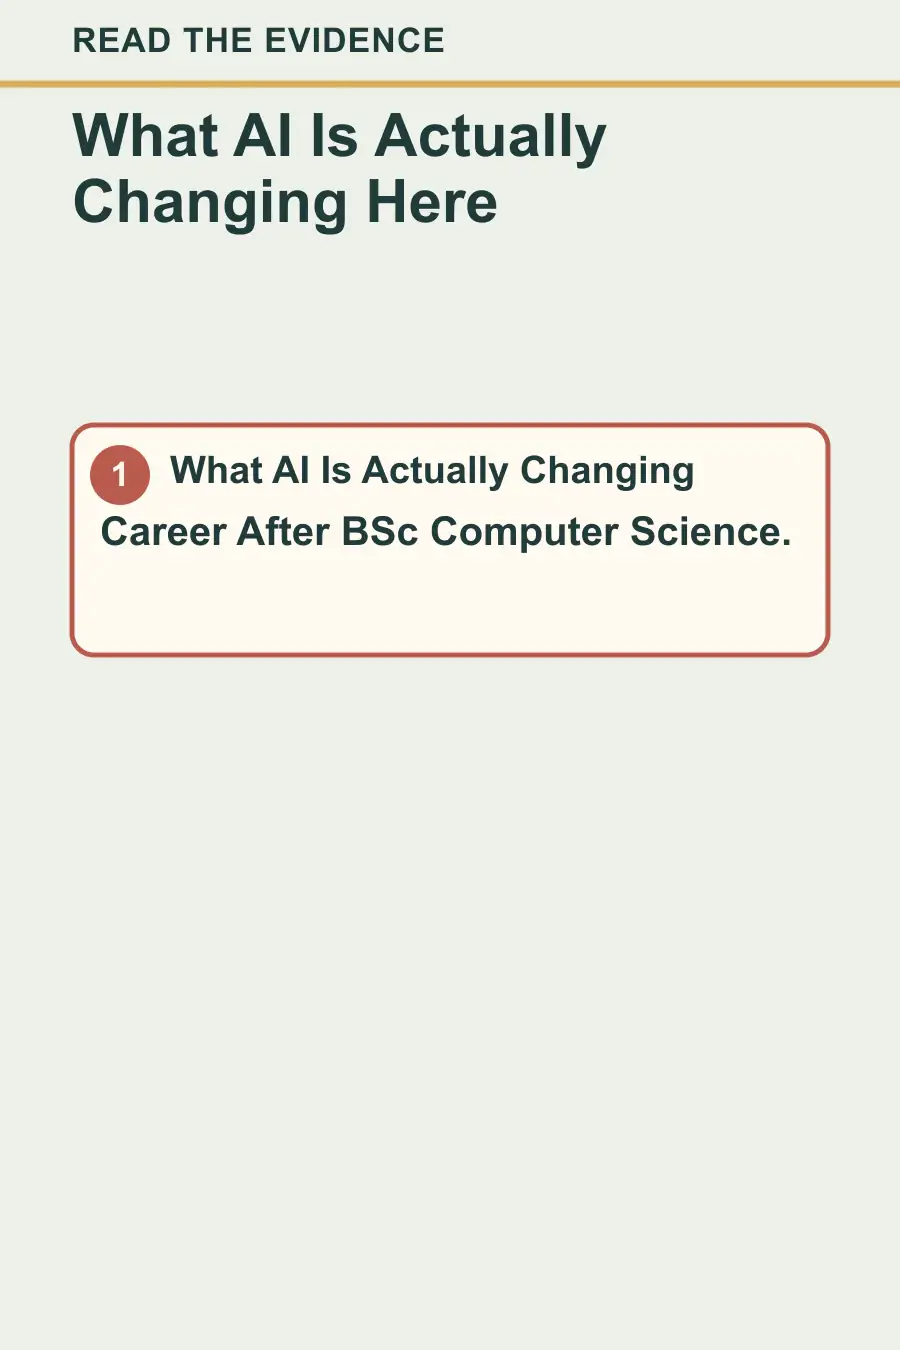 READ THE EVIDENCE
What AI Is Actually
Changing Here
1 What AI Is Actually Changing
Career After BSc Computer Science.